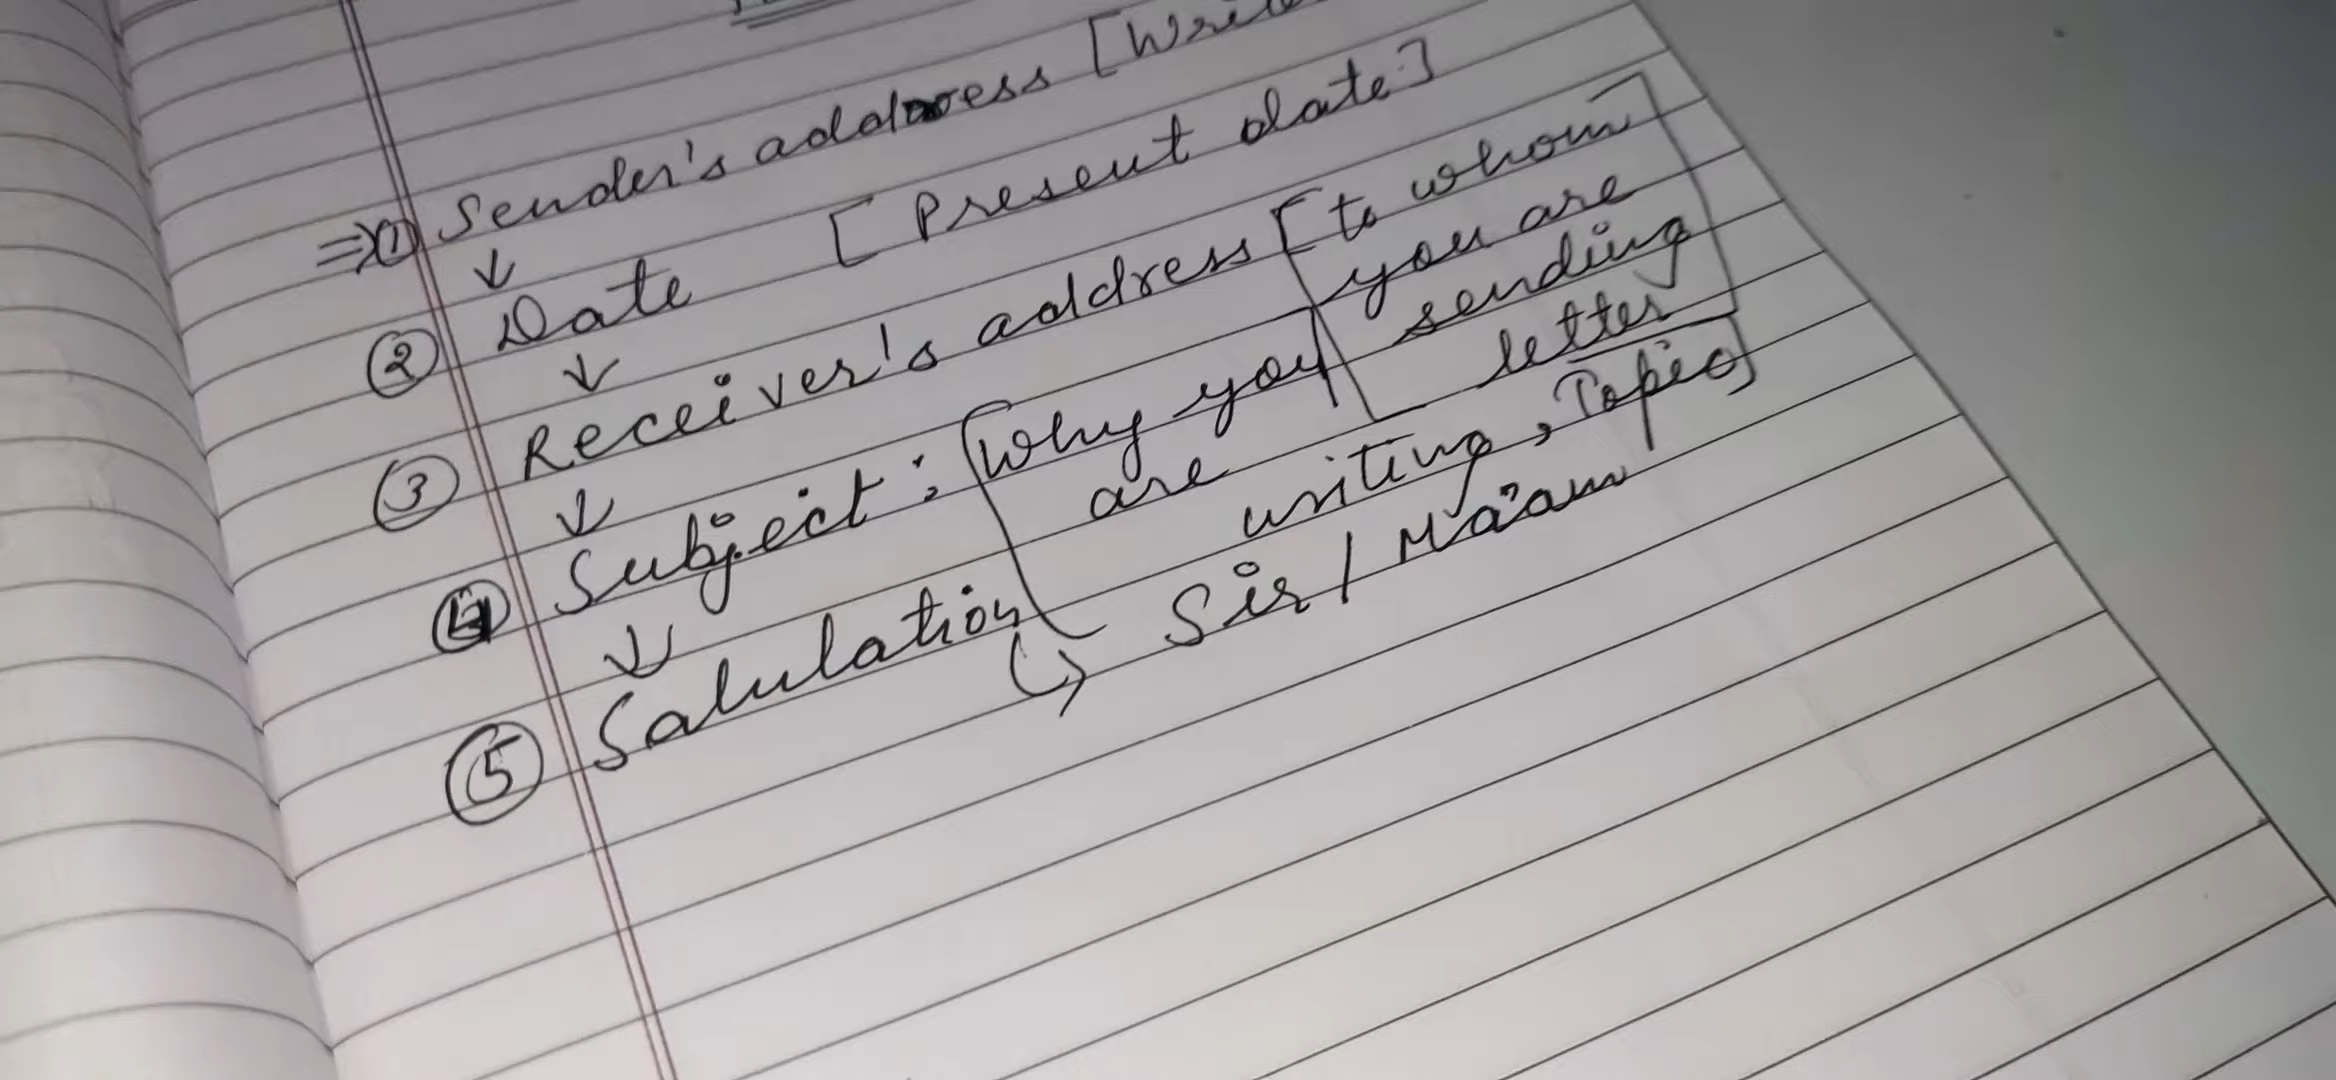 ⇒① Sender's address [Write
↓
② Date [Present date]
↓
③ Receiver's address [to whom
you are
sending
letter]
↓
④ Subject : [Why you
are writing, Topic]
↓
⑤ Salutation
↳ Sir / Ma'am